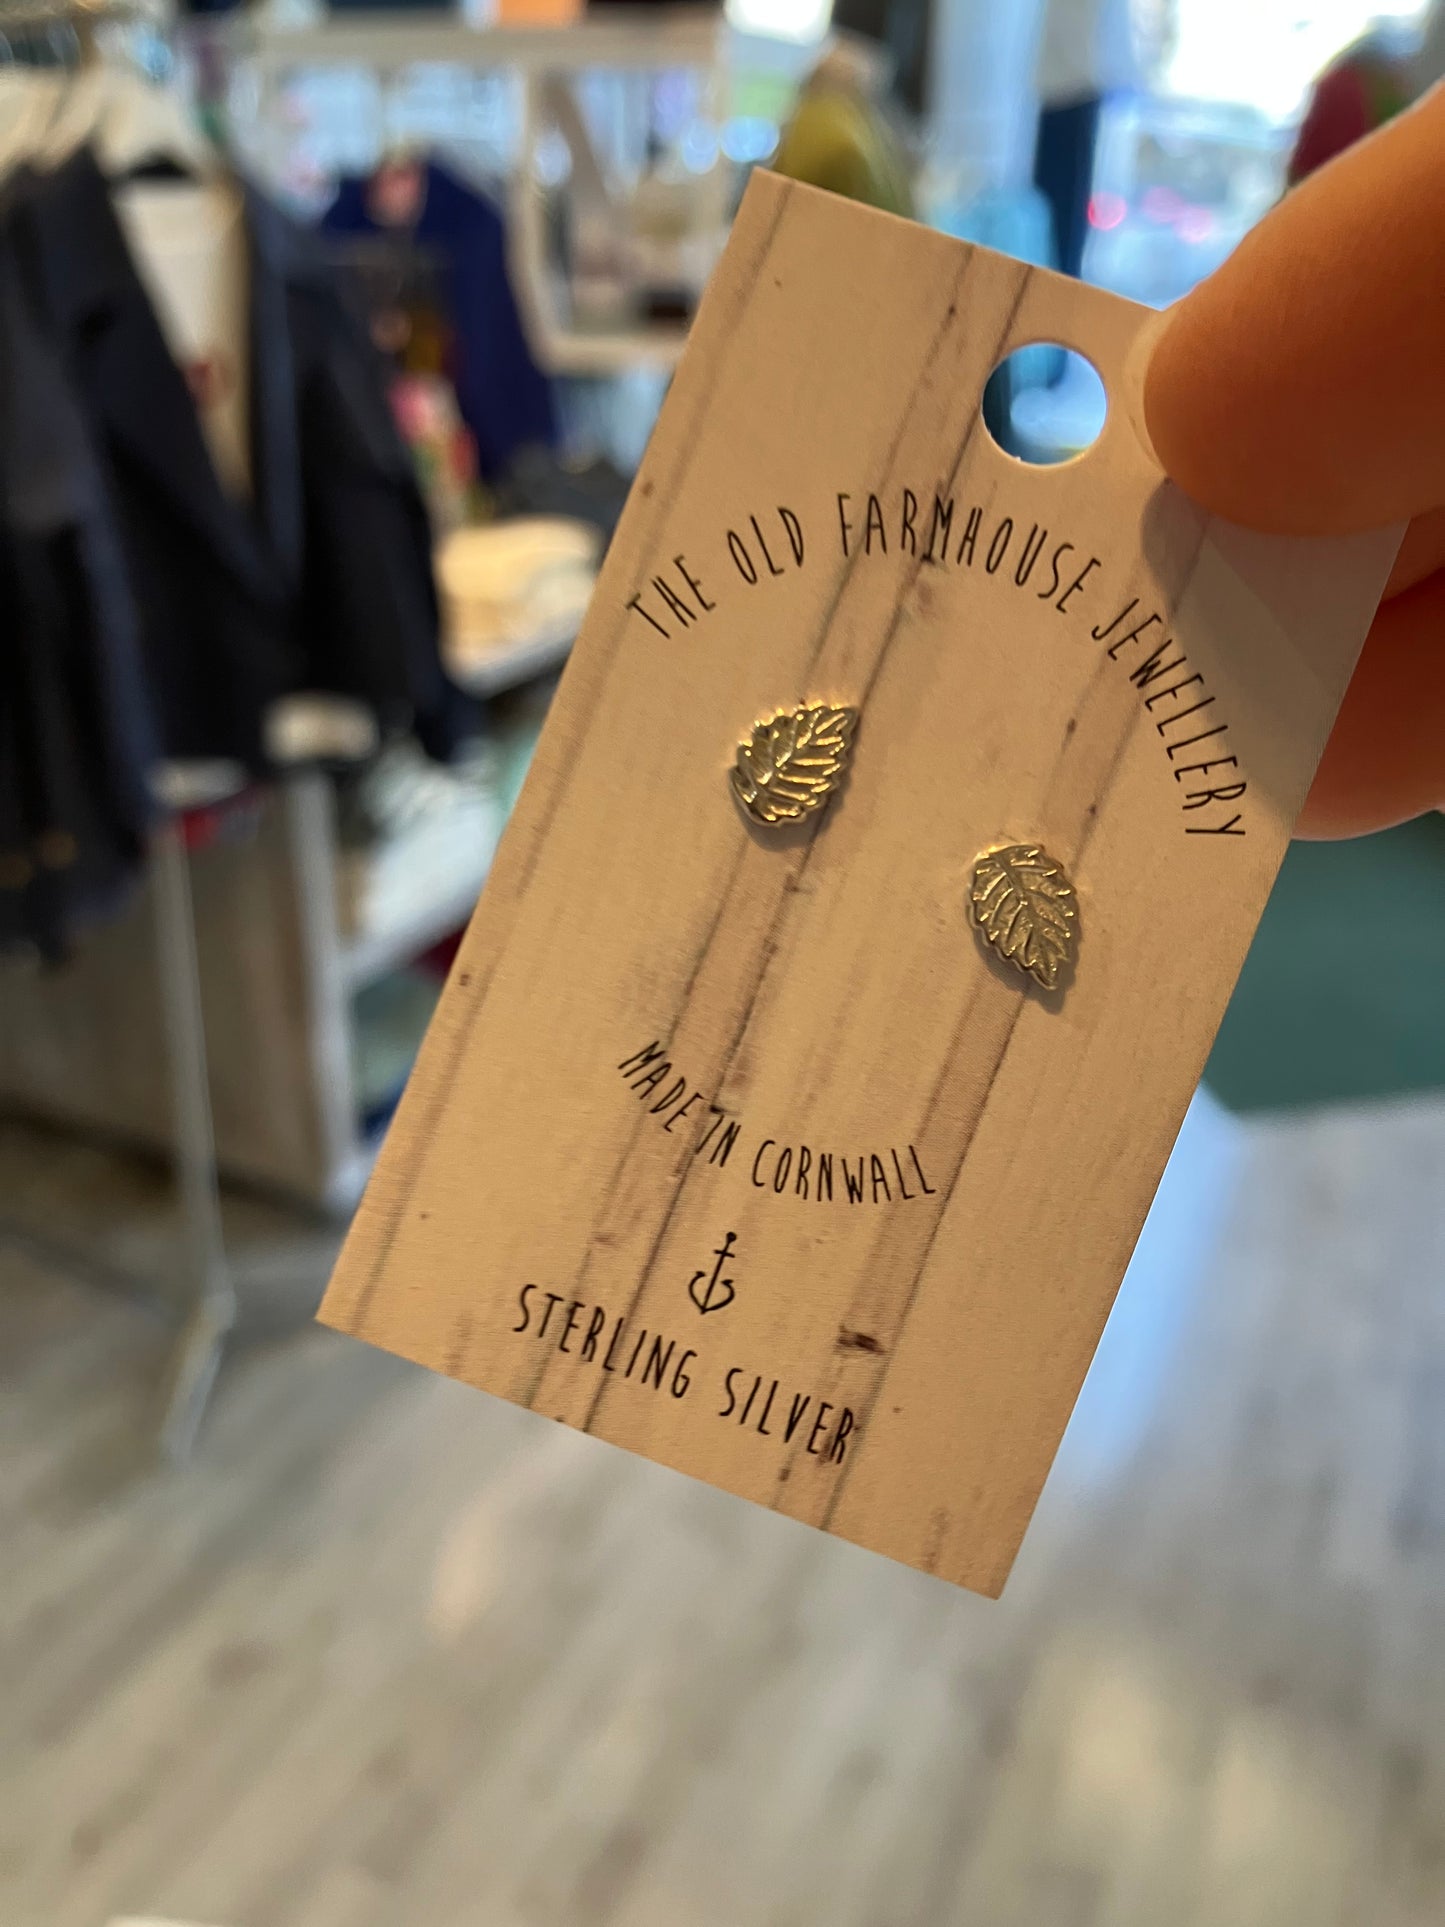 THE OLD FARMHOUSE JEWELLERY
MADE IN CORNWALL
STERLING SILVER